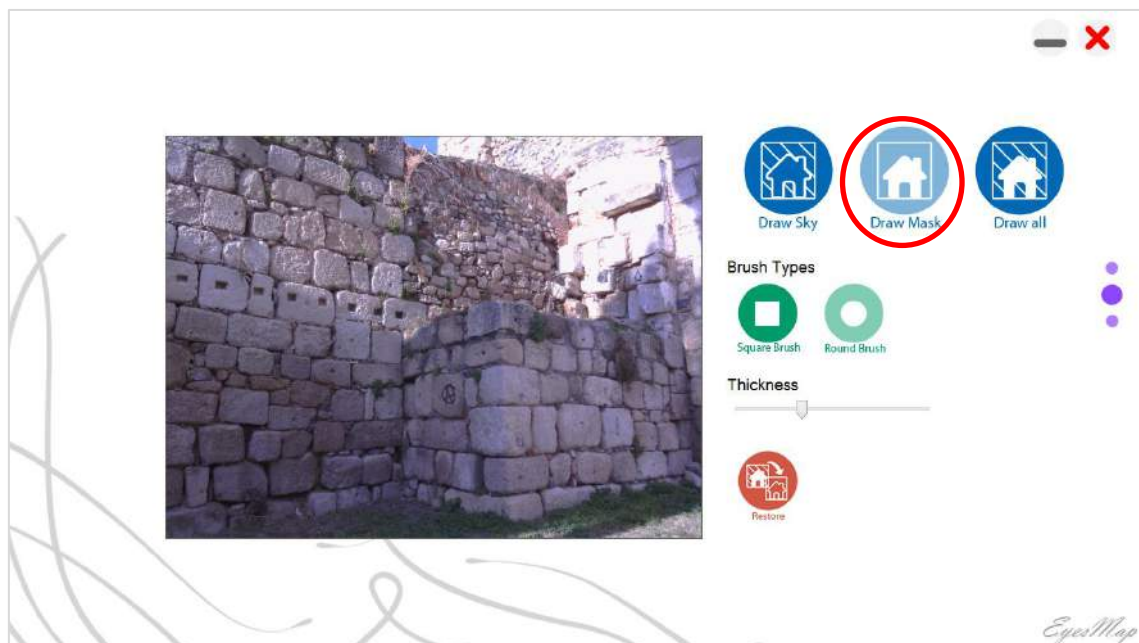 Draw Sky
Draw Mask
Draw all
Brush Types
Square Brush
Round Brush
Thickness
Restore
EyesMap